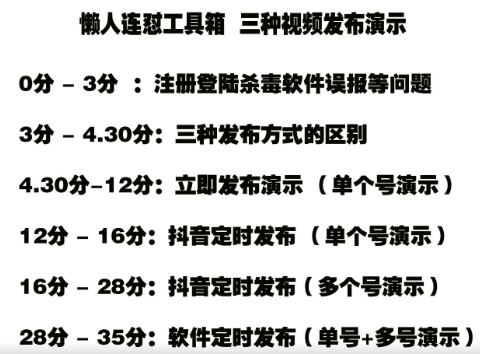 懒人连怼工具箱  三种视频发布演示
0分 - 3分 ：注册登陆杀毒软件误报等问题
3分 - 4.30分：三种发布方式的区别
4.30分-12分：立即发布演示（单个号演示）
12分 - 16分：抖音定时发布（单个号演示）
16分 - 28分：抖音定时发布（多个号演示）
28分 - 35分：软件定时发布（单号+多号演示）